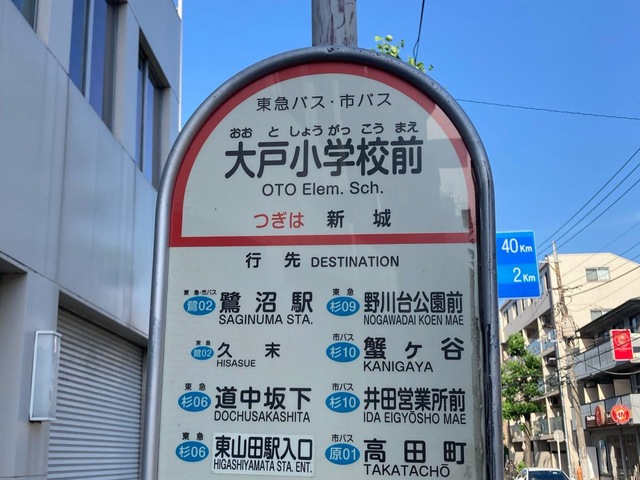 東急バス・市バス
おおとしょうがっこうまえ
大戸小学校前
OTO Elem. Sch.
つぎは 新城
行先 DESTINATION
東急・市バス
鷺02 鷺沼駅
SAGINUMA STA.
東急
鷺02 久末
HISASUE
東急
杉06 道中坂下
DOCHUSAKASHITA
東急
杉06 東山田駅入口
HIGASHIYAMATA STA. ENT.
東急
杉09 野川台公園前
NOGAWADAI KOEN MAE
市バス
杉10 蟹ヶ谷
KANIGAYA
市バス
杉10 井田営業所前
IDA EIGYŌSHO MAE
市バス
原01 高田町
TAKATACHŌ
40Km
2Km